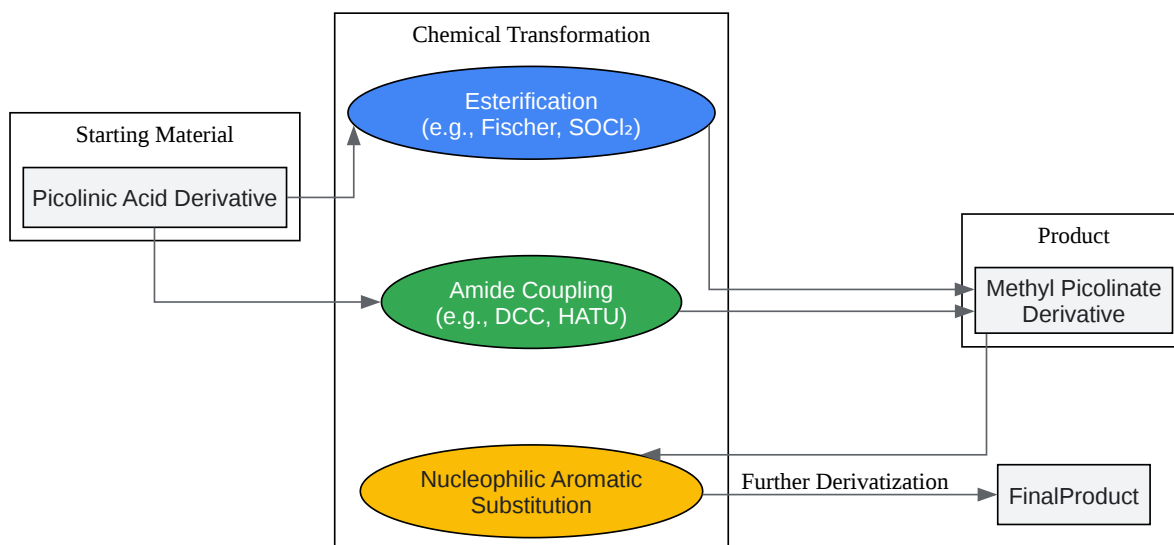 Chemical Transformation
Esterification
(e.g., Fischer, SOCl₂)
Starting Material
Picolinic Acid Derivative
Product
Methyl Picolinate
Derivative
Amide Coupling
(e.g., DCC, HATU)
Nucleophilic Aromatic
Substitution
Further Derivatization
FinalProduct